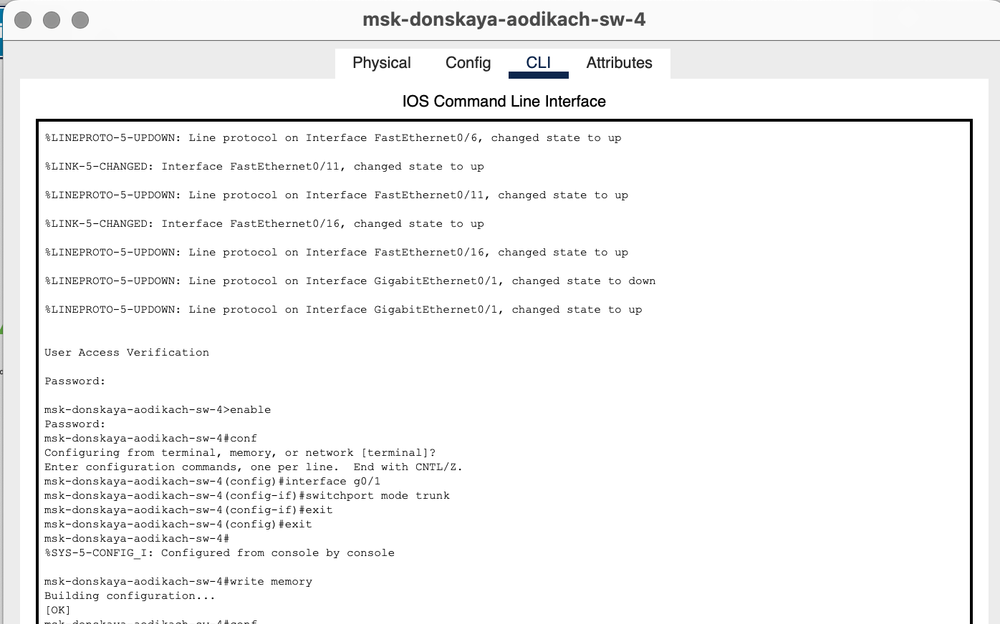 msk-donskaya-aodikach-sw-4
Physical Config CLI Attributes
IOS Command Line Interface
%LINEPROTO-5-UPDOWN: Line protocol on Interface FastEthernet0/6, changed state to up
%LINK-5-CHANGED: Interface FastEthernet0/11, changed state to up
%LINEPROTO-5-UPDOWN: Line protocol on Interface FastEthernet0/11, changed state to up
%LINK-5-CHANGED: Interface FastEthernet0/16, changed state to up
%LINEPROTO-5-UPDOWN: Line protocol on Interface FastEthernet0/16, changed state to up
%LINEPROTO-5-UPDOWN: Line protocol on Interface GigabitEthernet0/1, changed state to down
%LINEPROTO-5-UPDOWN: Line protocol on Interface GigabitEthernet0/1, changed state to up
User Access Verification
Password:
msk-donskaya-aodikach-sw-4>enable
Password:
msk-donskaya-aodikach-sw-4#conf
Configuring from terminal, memory, or network [terminal]?
Enter configuration commands, one per line.  End with CNTL/Z.
msk-donskaya-aodikach-sw-4(config)#interface g0/1
msk-donskaya-aodikach-sw-4(config-if)#switchport mode trunk
msk-donskaya-aodikach-sw-4(config-if)#exit
msk-donskaya-aodikach-sw-4(config)#exit
msk-donskaya-aodikach-sw-4#
%SYS-5-CONFIG_I: Configured from console by console
msk-donskaya-aodikach-sw-4#write memory
Building configuration...
[OK]
msk-donskaya-aodikach-sw-4#conf